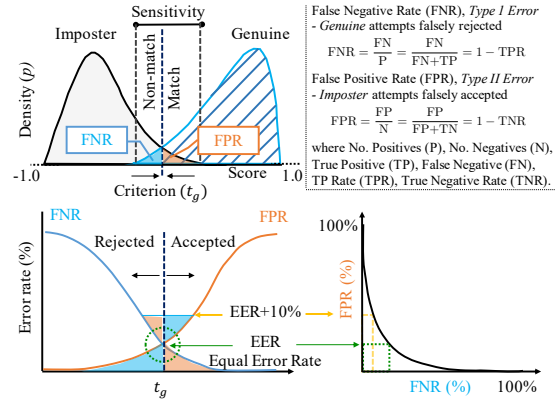 Sensitivity
Imposter
Genuine
Non-match
Match
Density (p)
FNR
FPR
-1.0
Score
1.0
Criterion (t_g)
False Negative Rate (FNR), Type I Error
- Genuine attempts falsely rejected
FNR = FN/P = FN/(FN+TP) = 1 − TPR
False Positive Rate (FPR), Type II Error
- Imposter attempts falsely accepted
FPR = FP/N = FP/(FP+TN) = 1 − TNR
where No. Positives (P), No. Negatives (N),
True Positive (TP), False Negative (FN),
TP Rate (TPR), True Negative Rate (TNR).
FNR
FPR
Rejected
Accepted
Error rate (%)
EER+10%
EER
Equal Error Rate
t_g
100%
FPR (%)
FNR (%)
100%